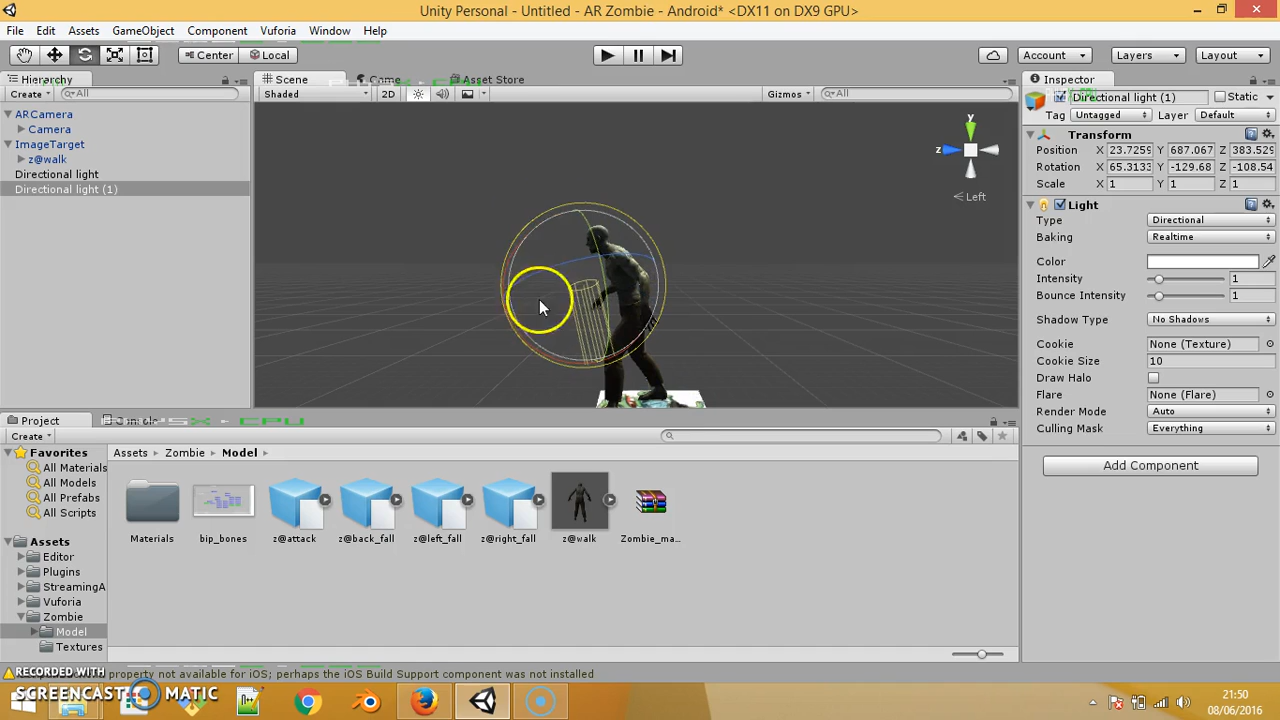 Unity Personal - Untitled - AR Zombie - Android* <DX11 on DX9 GPU>
File Edit Assets GameObject Component Vuforia Window Help
Center Local Account Layers Layout
Hierarchy Scene Game Asset Store Inspector
Create All Shaded 2D Gizmos All
Directional light (1) Static
Tag Untagged Layer Default
ARCamera
Camera
ImageTarget
z@walk
Directional light
Directional light (1)
y
z
Left
Transform
Position X 23.7259 Y 687.067 Z 383.529
Rotation X 65.3133 Y -129.68 Z -108.54
Scale X 1 Y 1 Z 1
Light
Type Directional
Baking Realtime
Color
Intensity 1
Bounce Intensity 1
Shadow Type No Shadows
Cookie None (Texture)
Cookie Size 10
Draw Halo
Flare None (Flare)
Render Mode Auto
Culling Mask Everything
Add Component
Project Console
Create
Favorites
All Materials
All Models
All Prefabs
All Scripts
Assets
Editor
Plugins
StreamingA
Vuforia
Zombie
Model
Textures
Assets Zombie Model
Materials bip_bones z@attack z@back_fall z@left_fall z@right_fall z@walk Zombie_ma...
property not available for iOS; perhaps the iOS Build Support component was not installed
RECORDED WITH
SCREENCAST MATIC
21:50
08/06/2016